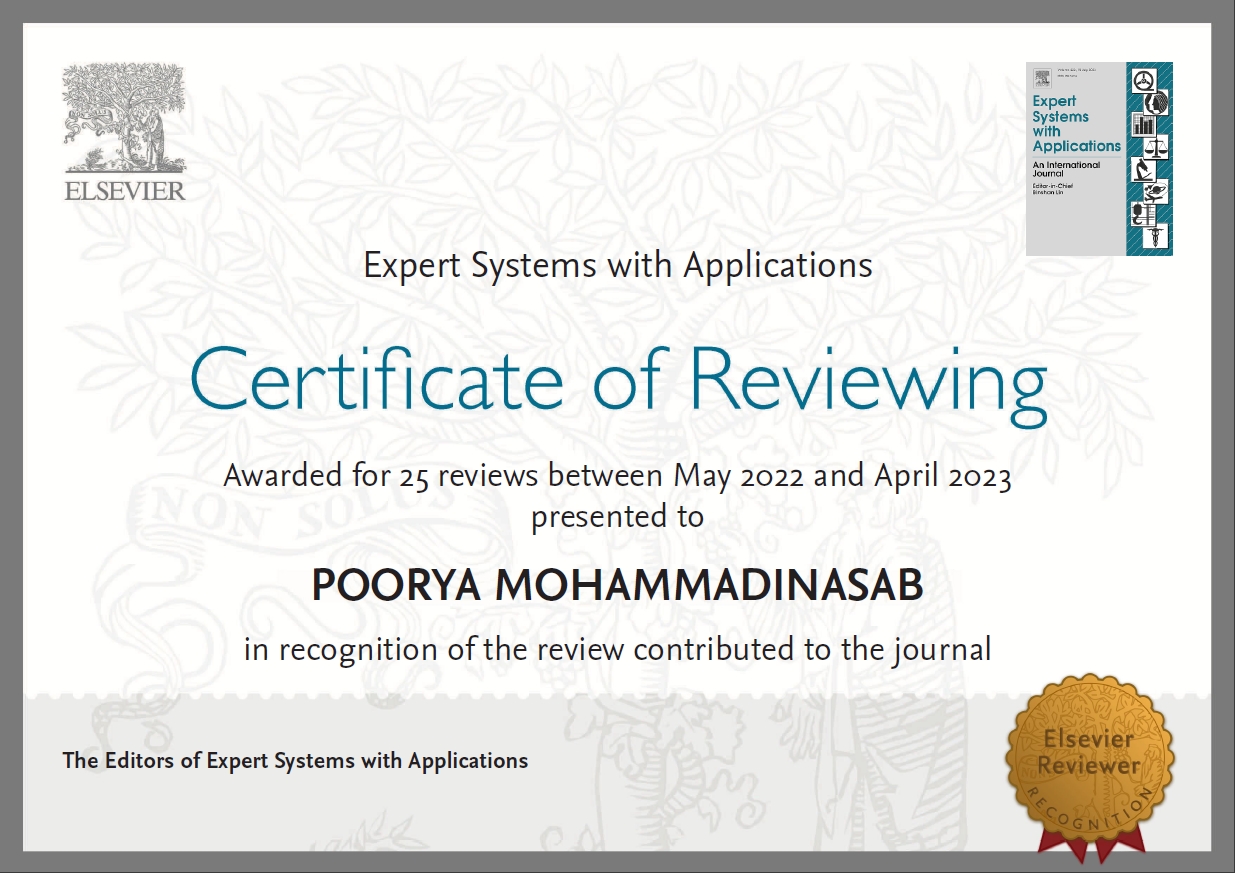 ELSEVIER
Expert
Systems
with
Applications
An International
Journal
Editor-in-Chief
Binshan Lin
Expert Systems with Applications
Certificate of Reviewing
Awarded for 25 reviews between May 2022 and April 2023
presented to
NON SOLUS
POORYA MOHAMMADINASAB
in recognition of the review contributed to the journal
The Editors of Expert Systems with Applications
Elsevier
Reviewer
RECOGNITION